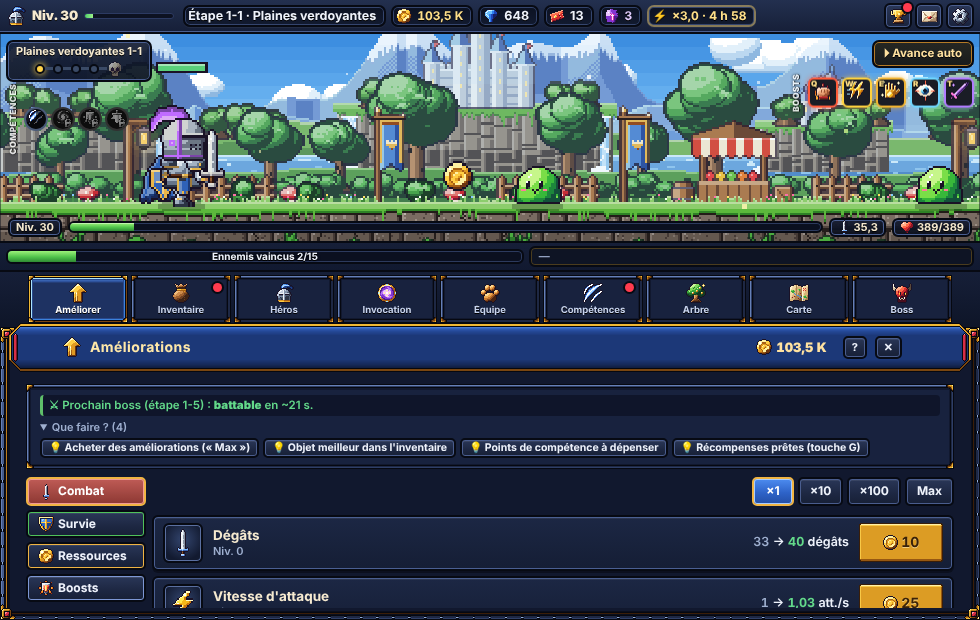 Niv. 30
Étape 1-1 · Plaines verdoyantes
103,5 K
648
13
3
×3,0 · 4 h 58
Plaines verdoyantes 1-1
Avance auto
COMPÉTENCES
BOOSTS
Niv. 30
35,3
389/389
Ennemis vaincus 2/15
—
Améliorer
Inventaire
Héros
Invocation
Equipe
Compétences
Arbre
Carte
Boss
Améliorations
103,5 K
?
×
Prochain boss (étape 1-5) : battable en ~21 s.
▼ Que faire ? (4)
Acheter des améliorations (« Max »)
Objet meilleur dans l'inventaire
Points de compétence à dépenser
Récompenses prêtes (touche G)
Combat
×1
×10
×100
Max
Survie
Ressources
Boosts
Dégâts
Niv. 0
33 → 40 dégâts
10
Vitesse d'attaque
1 → 1,03 att./s
25